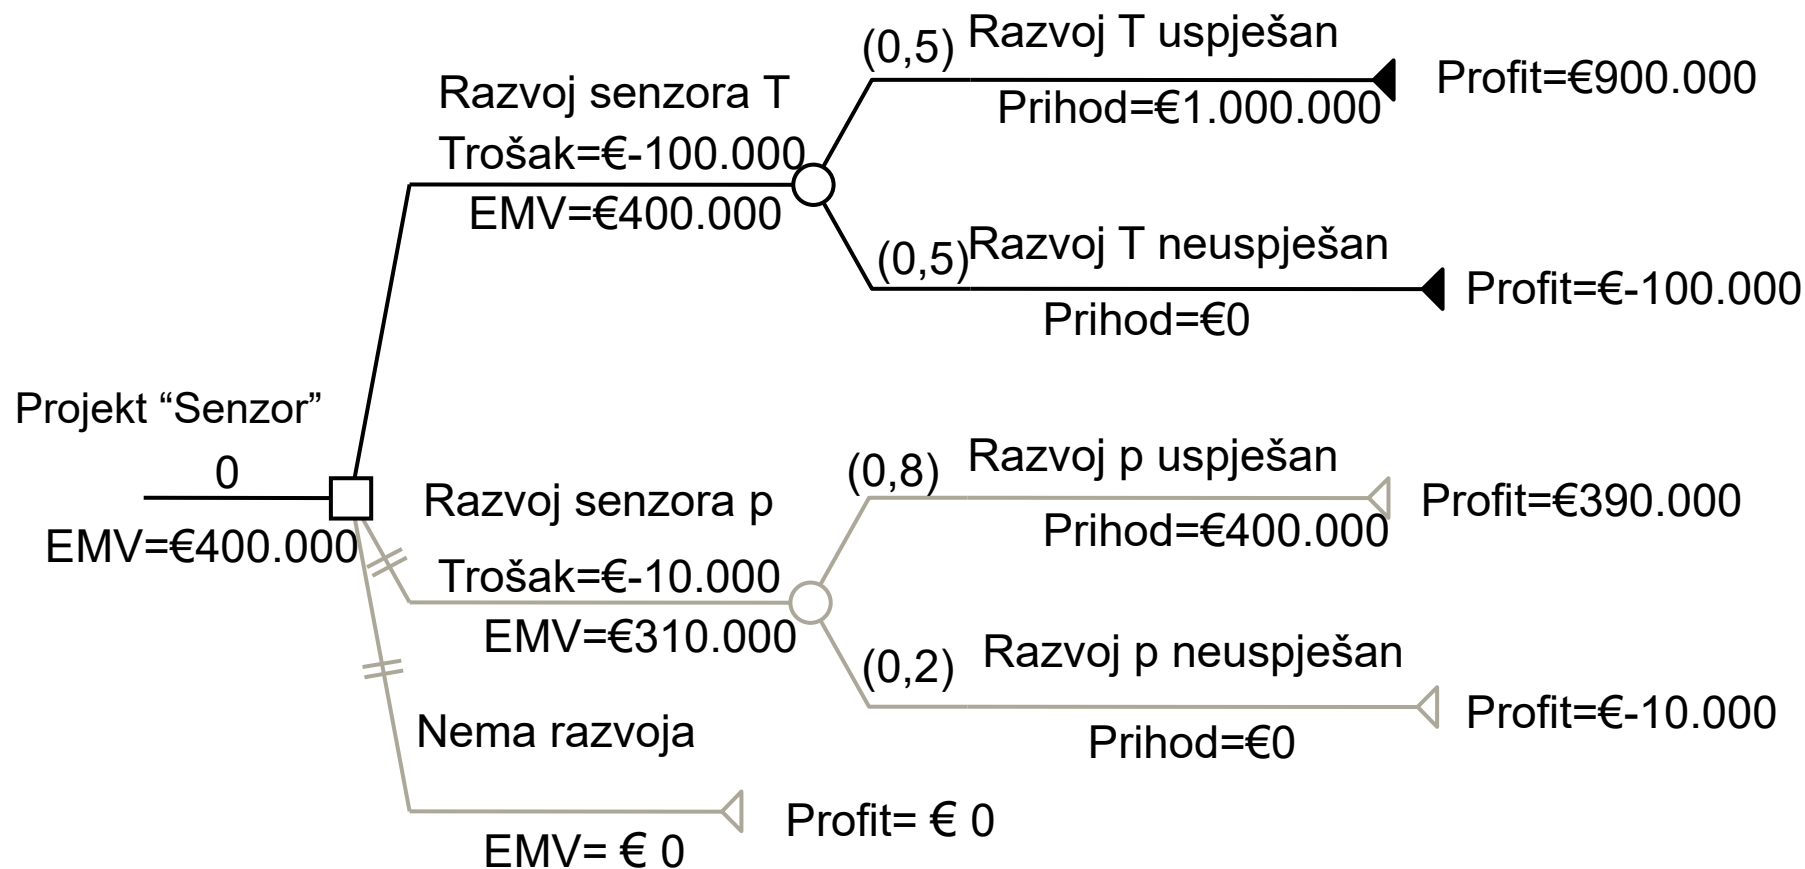 (0,5) Razvoj T uspješan
Prihod=€1.000.000
Profit=€900.000
Razvoj senzora T
Trošak=€-100.000
EMV=€400.000
(0,5) Razvoj T neuspješan
Prihod=€0
Profit=€-100.000
Projekt “Senzor”
0
EMV=€400.000
Razvoj senzora p
Trošak=€-10.000
EMV=€310.000
(0,8) Razvoj p uspješan
Prihod=€400.000
Profit=€390.000
(0,2) Razvoj p neuspješan
Prihod=€0
Profit=€-10.000
Nema razvoja
EMV= € 0
Profit= € 0